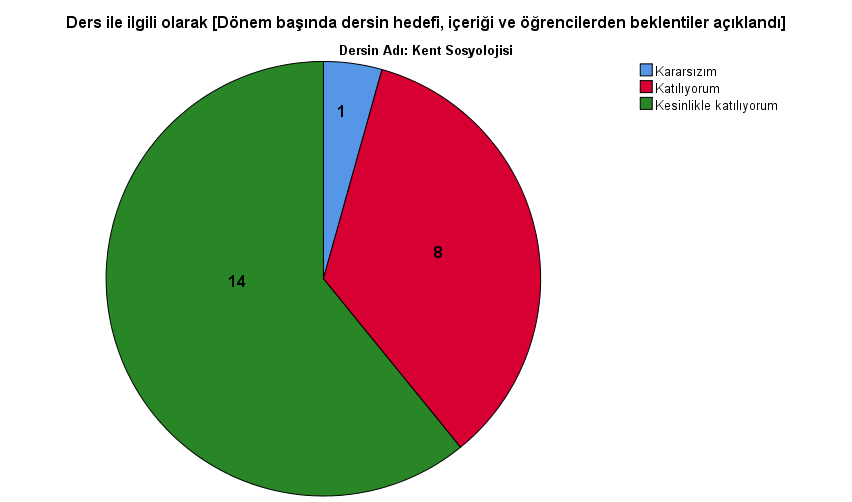 Ders ile ilgili olarak [Dönem başında dersin hedefi, içeriği ve öğrencilerden beklentiler açıklandı]
Dersin Adı: Kent Sosyolojisi
Kararsızım
Katılıyorum
Kesinlikle katılıyorum
1
8
14